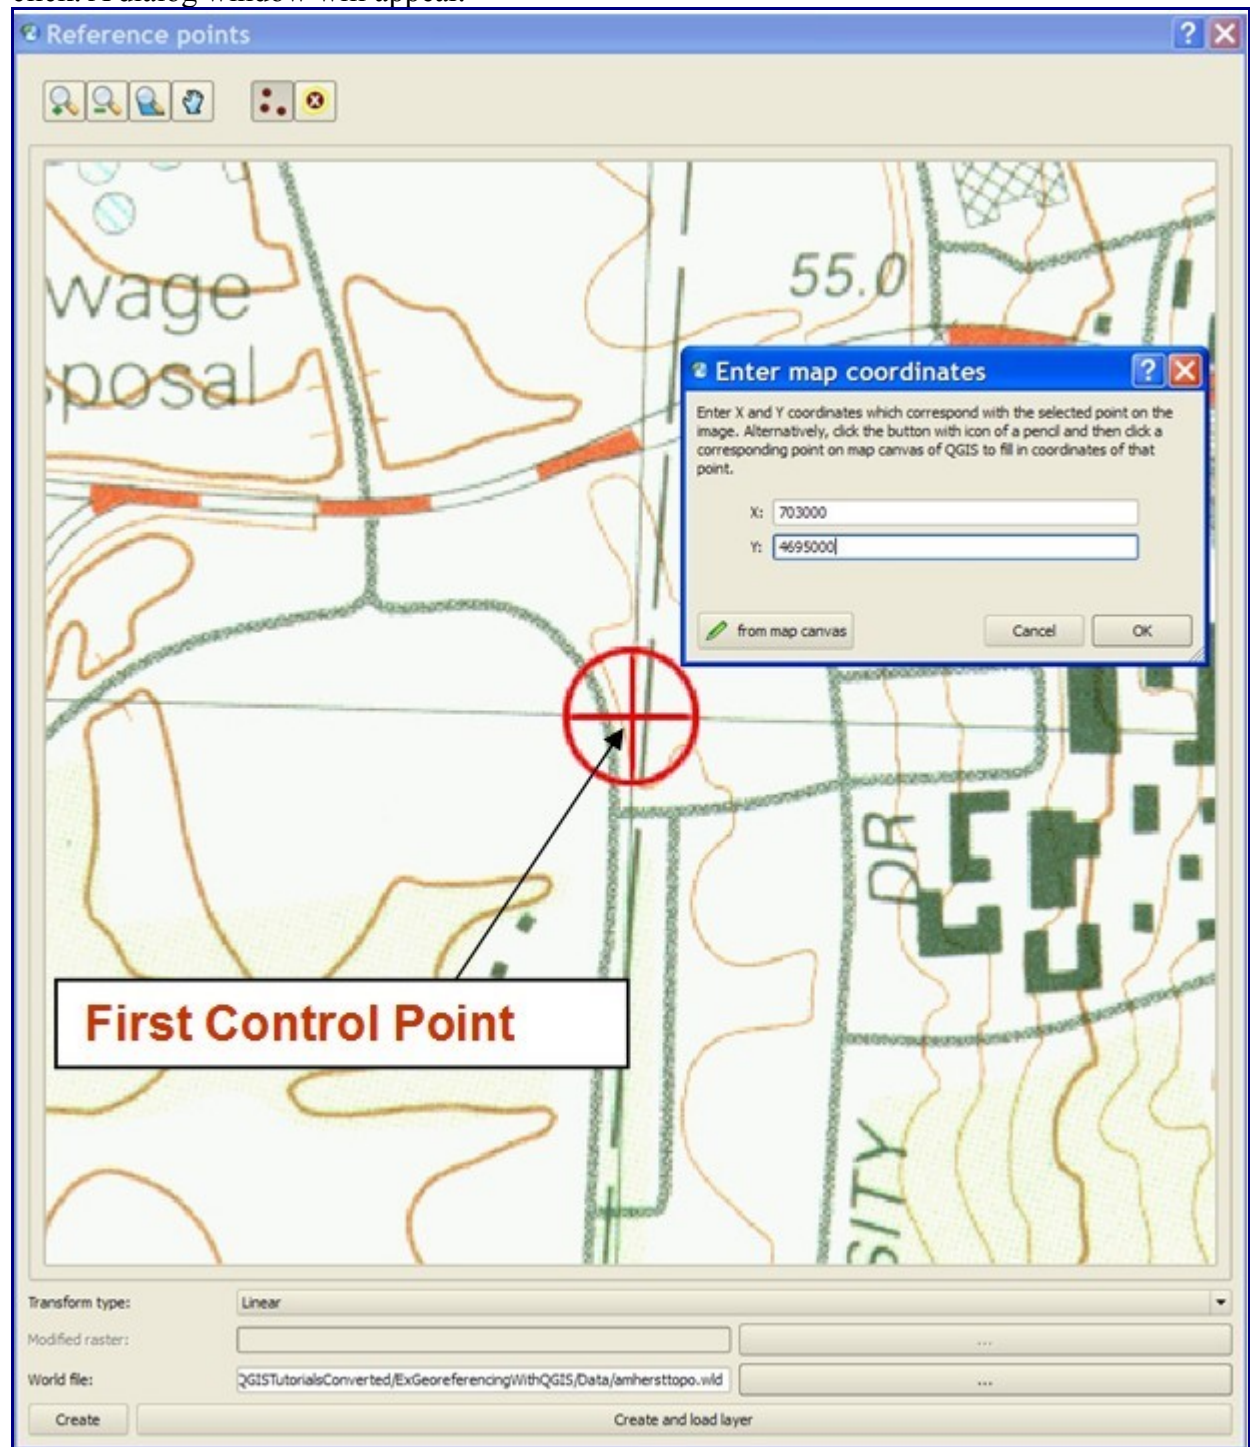 Reference points
wage
posal
55.0
Enter map coordinates
Enter X and Y coordinates which correspond with the selected point on the
image. Alternatively, click the button with icon of a pencil and then click a
corresponding point on map canvas of QGIS to fill in coordinates of that
point.
X: 703000
Y: 4695000
from map canvas
Cancel
OK
DR
First Control Point
SITY
Transform type:
Linear
Modified raster:
...
World file:
QGISTutorialsConverted/ExGeoreferencingWithQGIS/Data/amhersttopo.wld
...
Create
Create and load layer